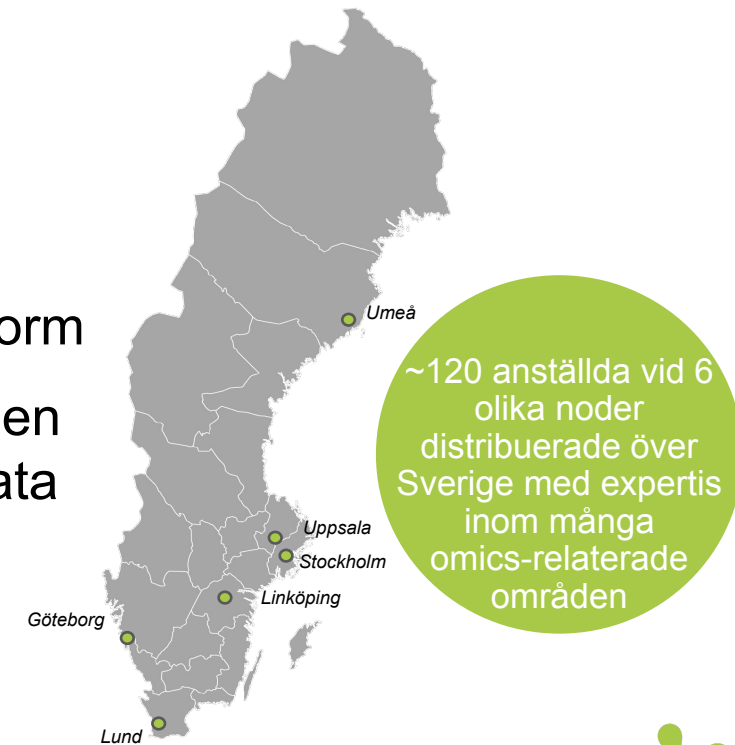 orm
en
ata
Umeå
Uppsala
Stockholm
Linköping
Göteborg
Lund
~120 anställda vid 6
olika noder
distribuerade över
Sverige med expertis
inom många
omics-relaterade
områden